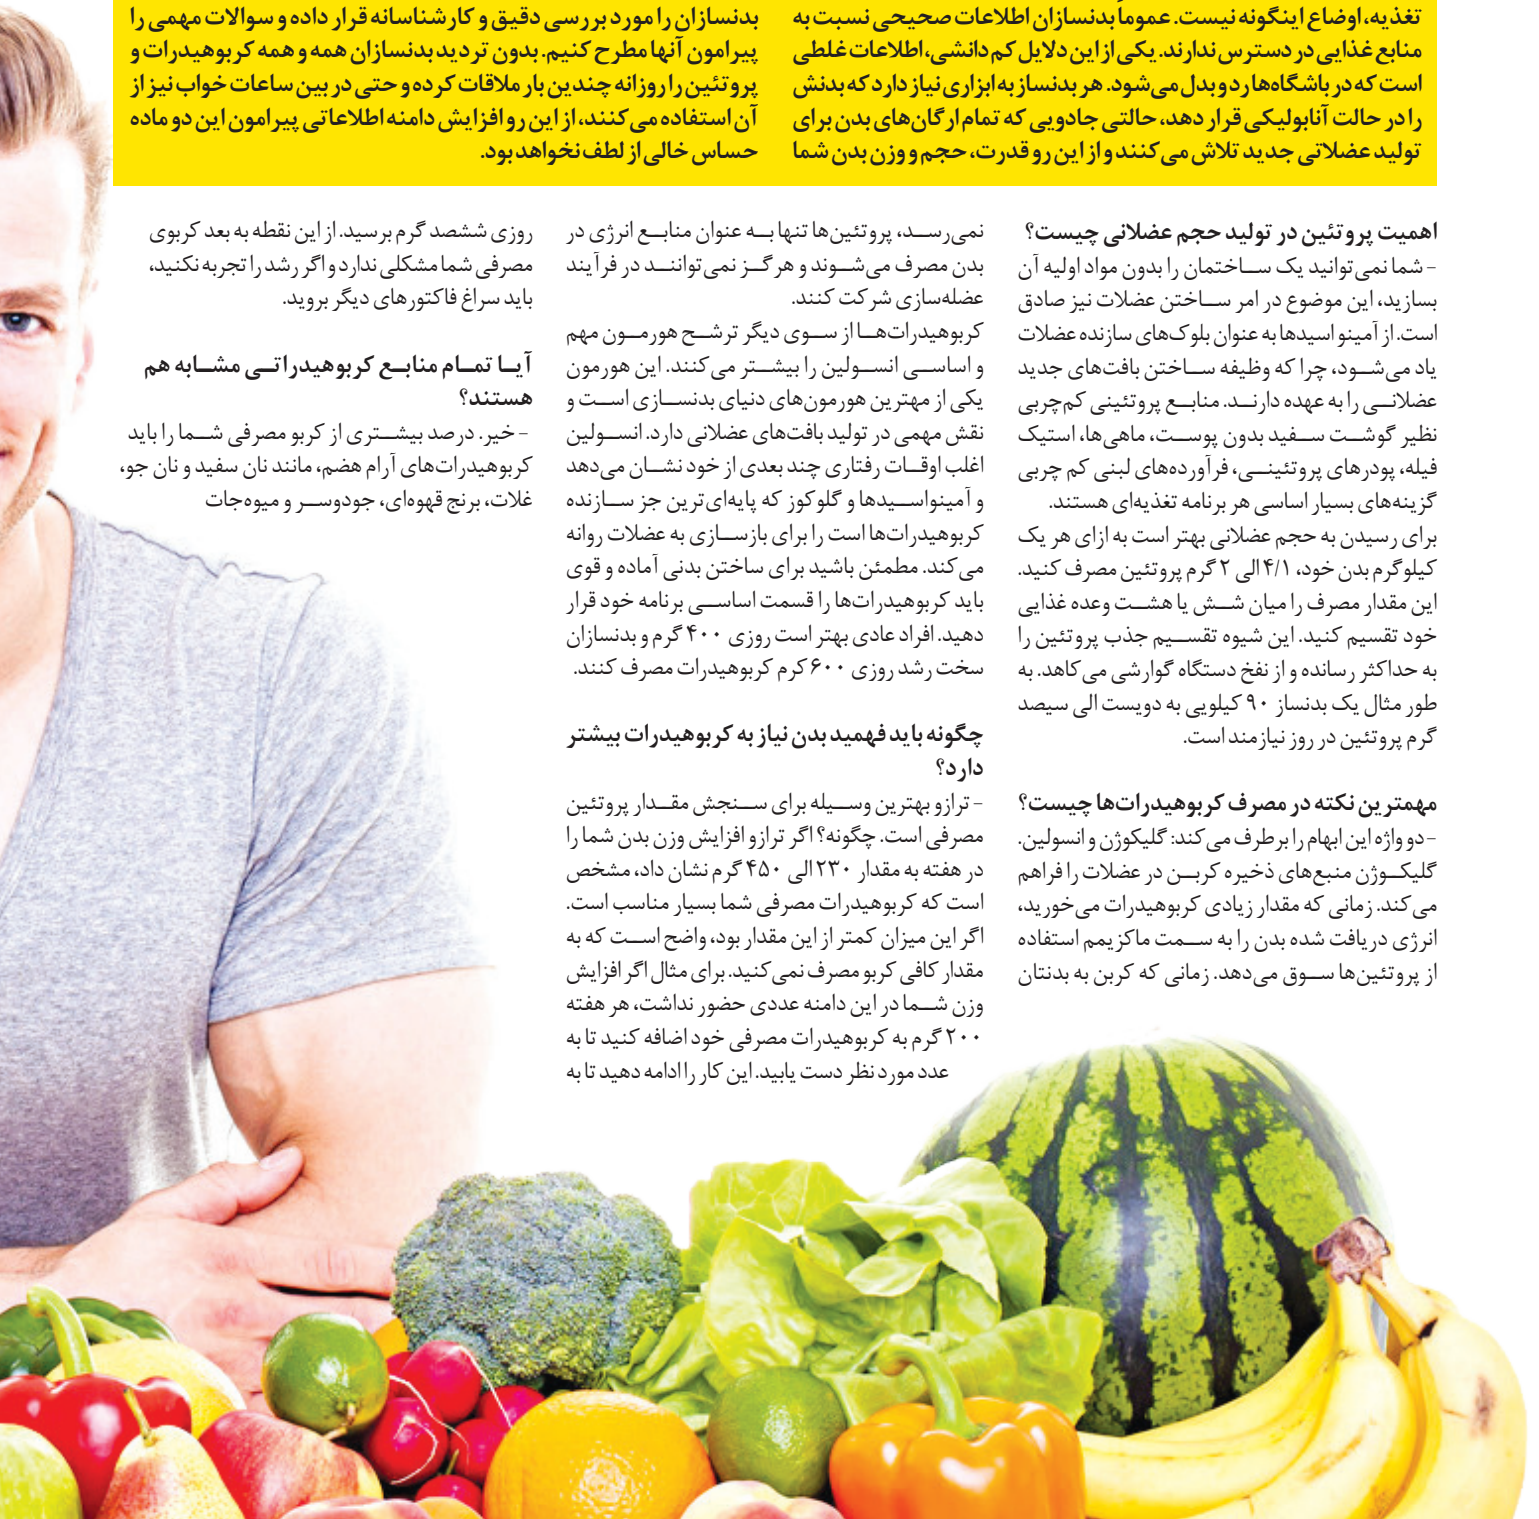 تغذیه، اوضاع اینگونه نیست. عموماً بدنسازان اطلاعات صحیحی نسبت به
منابع غذایی در دسترس ندارند. یکی از این دلایل کم دانشی، اطلاعات غلطی
است که در باشگاه‌ها رد و بدل می‌شود. هر بدنساز به ابزاری نیاز دارد که بدنش
را در حالت آنابولیکی قرار دهد، حالتی جادویی که تمام ارگان‌های بدن برای
تولید عضلاتی جدید تلاش می‌کنند و از این رو قدرت، حجم و وزن بدن شما
بدنسازان را مورد بررسی دقیق و کارشناسانه قرار داده و سوالات مهمی را
پیرامون آنها مطرح کنیم. بدون تردید بدنسازان همه و همه کربوهیدرات و
پروتئین را روزانه چندین بار ملاقات کرده و حتی در بین ساعات خواب نیز از
آن استفاده می‌کنند، از این رو افزایش دامنه اطلاعاتی پیرامون این دو ماده
حساس خالی از لطف نخواهد بود.
اهمیت پروتئین در تولید حجم عضلانی چیست؟
- شما نمی‌توانید یک ساختمان را بدون مواد اولیه آن
بسازید، این موضوع در امر ساختن عضلات نیز صادق
است. از آمینو اسیدها به عنوان بلوک‌های سازنده عضلات
یاد می‌شود، چرا که وظیفه ساختن بافت‌های جدید
عضلانی را به عهده دارند. منابع پروتئینی کم‌چربی
نظیر گوشت سفید بدون پوست، ماهی‌ها، استیک
فیله، پودرهای پروتئینی، فرآورده‌های لبنی کم چربی
گزینه‌های بسیار اساسی هر برنامه تغذیه‌ای هستند.
برای رسیدن به حجم عضلانی بهتر است به ازای هر یک
کیلوگرم بدن خود، ۴/۱ الی ۲ گرم پروتئین مصرف کنید.
این مقدار مصرف را میان شش یا هشت وعده غذایی
خود تقسیم کنید. این شیوه تقسیم جذب پروتئین را
به حداکثر رسانده و از نفخ دستگاه گوارشی می‌کاهد. به
طور مثال یک بدنساز ۹۰ کیلویی به دویست الی سیصد
گرم پروتئین در روز نیازمند است.
مهمترین نکته در مصرف کربوهیدرات‌ها چیست؟
- دو واژه این ابهام را برطرف می‌کند: گلیکوژن و انسولین.
گلیکوژن منبع‌های ذخیره کربن در عضلات را فراهم
می‌کند. زمانی که مقدار زیادی کربوهیدرات می‌خورید،
انرژی دریافت شده بدن را به سمت ماکزیمم استفاده
از پروتئین‌ها سوق می‌دهد. زمانی که کربن به بدنتان
نمی‌رسد، پروتئین‌ها تنها به عنوان منابع انرژی در
بدن مصرف می‌شوند و هرگز نمی‌توانند در فرآیند
عضله‌سازی شرکت کنند.
کربوهیدرات‌ها از سوی دیگر ترشح هورمون مهم
و اساسی انسولین را بیشتر می‌کنند. این هورمون
یکی از مهترین هورمون‌های دنیای بدنسازی است و
نقش مهمی در تولید بافت‌های عضلانی دارد. انسولین
اغلب اوقات رفتاری چند بعدی از خود نشان می‌دهد
و آمینواسیدها و گلوکوز که پایه‌ای‌ترین جز سازنده
کربوهیدرات‌ها است را برای بازسازی به عضلات روانه
می‌کند. مطمئن باشید برای ساختن بدنی آماده و قوی
باید کربوهیدرات‌ها را قسمت اساسی برنامه خود قرار
دهید. افراد عادی بهتر است روزی ۴۰۰ گرم و بدنسازان
سخت رشد روزی ۶۰۰ کرم کربوهیدرات مصرف کنند.
چگونه باید فهمید بدن نیاز به کربوهیدرات بیشتر
دارد؟
- ترازو بهترین وسیله برای سنجش مقدار پروتئین
مصرفی است. چگونه؟ اگر ترازو افزایش وزن بدن شما را
در هفته به مقدار ۲۳۰ الی ۴۵۰ گرم نشان داد، مشخص
است که کربوهیدرات مصرفی شما بسیار مناسب است.
اگر این میزان کمتر از این مقدار بود، واضح است که به
مقدار کافی کربو مصرف نمی‌کنید. برای مثال اگر افزایش
وزن شما در این دامنه عددی حضور نداشت، هر هفته
۲۰۰ گرم به کربوهیدرات مصرفی خود اضافه کنید تا به
عدد مورد نظر دست یابید. این کار را ادامه دهید تا به
روزی ششصد گرم برسید. از این نقطه به بعد کربوی
مصرفی شما مشکلی ندارد و اگر رشد را تجربه نکنید،
باید سراغ فاکتورهای دیگر بروید.
آیا تمام منابع کربوهیدراتی مشابه هم
هستند؟
- خیر. درصد بیشتری از کربو مصرفی شما را باید
کربوهیدرات‌های آرام هضم، مانند نان سفید و نان جو،
غلات، برنج قهوه‌ای، جودوسر و میوه‌جات